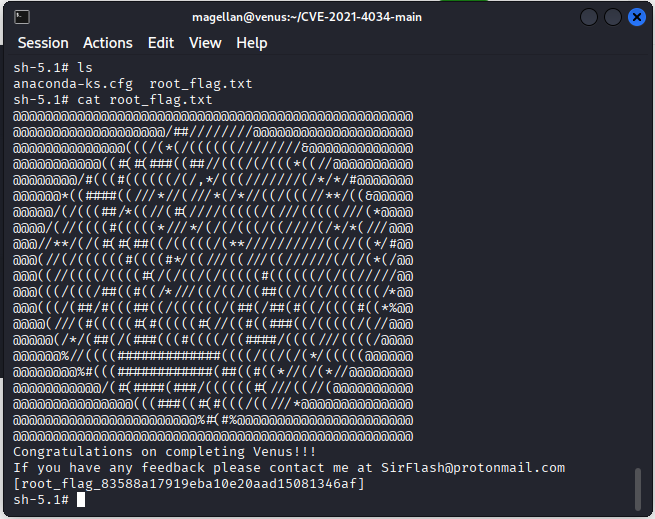 magellan@venus:~/CVE-2021-4034-main
Session Actions Edit View Help
sh-5.1# ls
anaconda-ks.cfg  root_flag.txt
sh-5.1# cat root_flag.txt
Congratulations on completing Venus!!!
If you have any feedback please contact me at SirFlash@protonmail.com
[root_flag_83588a17919eba10e20aad15081346af]
sh-5.1#